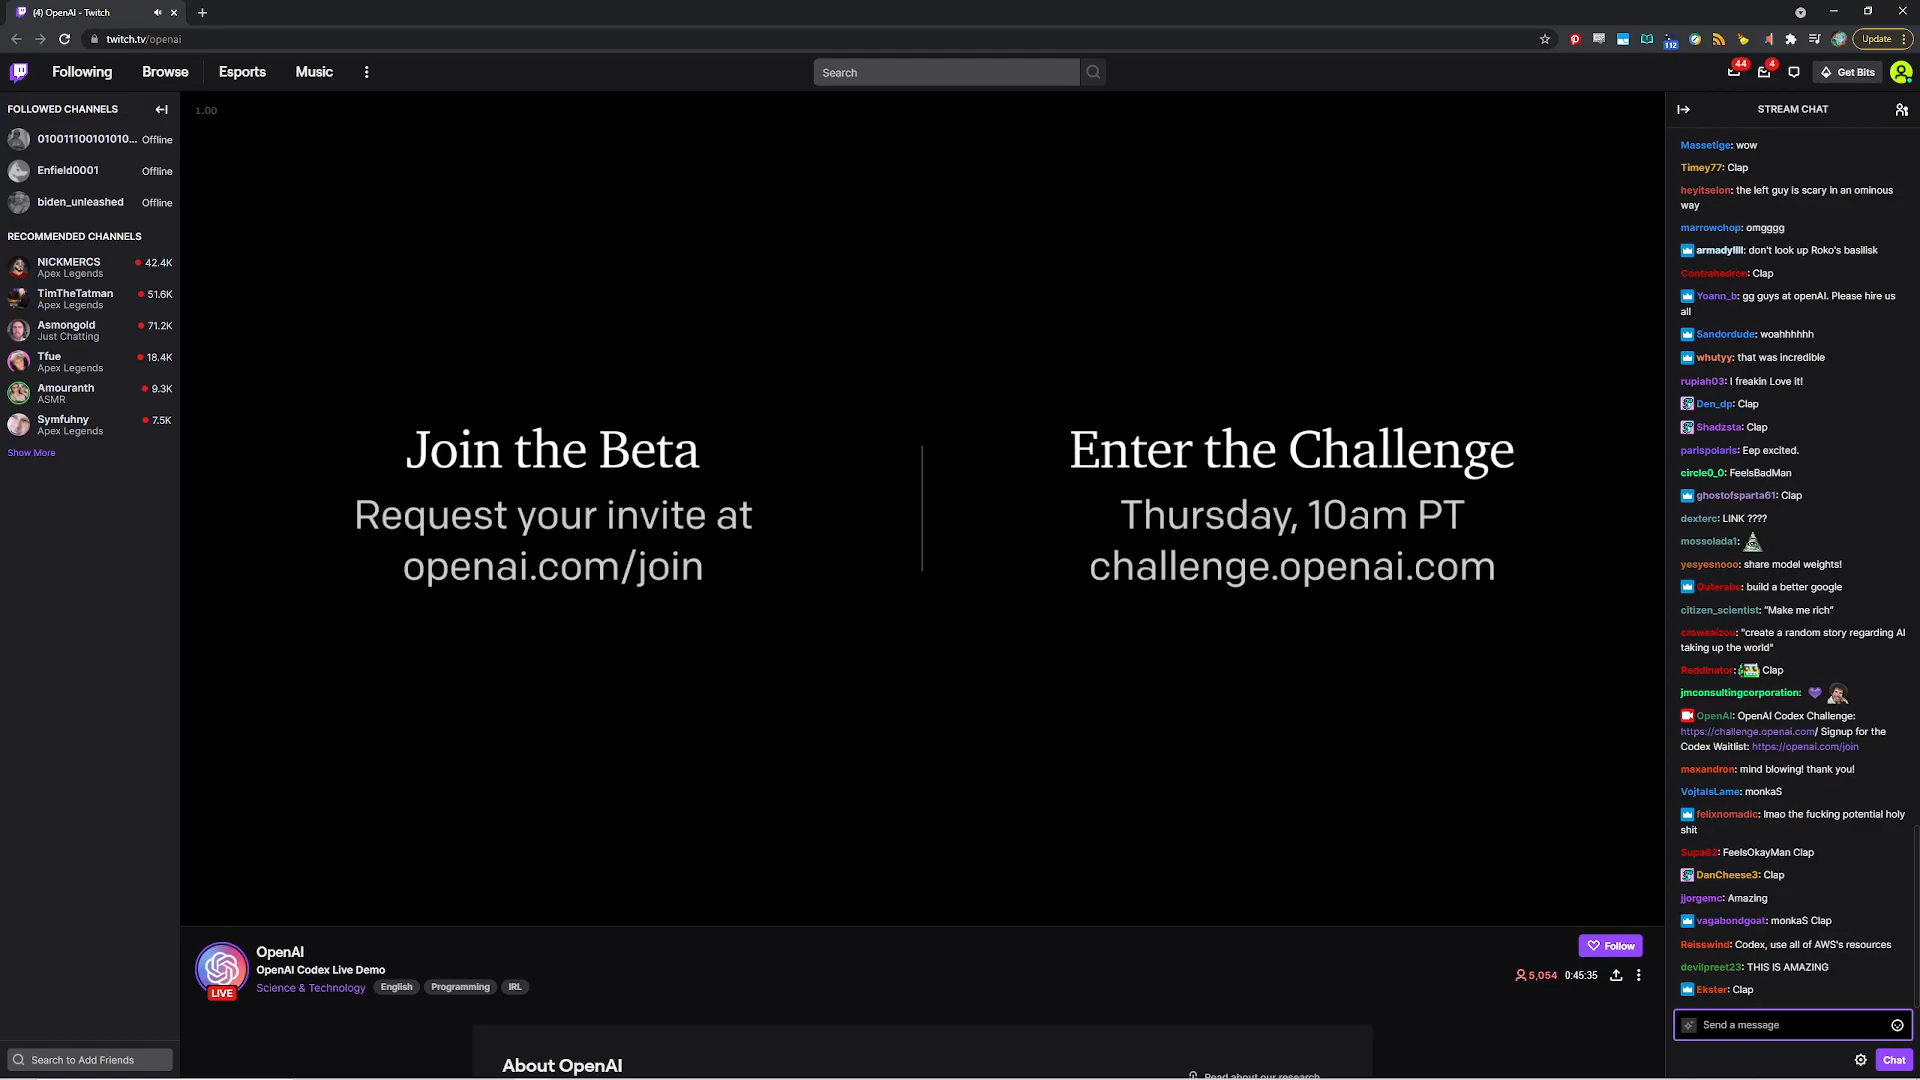 (4) OpenAI - Twitch
twitch.tv/openai
112
Update
Following
Browse
Esports
Music
Search
44
4
Get Bits
FOLLOWED CHANNELS
010011100101010... Offline
Enfield0001 Offline
biden_unleashed Offline
RECOMMENDED CHANNELS
NICKMERCS 42.4K
Apex Legends
TimTheTatman 51.6K
Apex Legends
Asmongold 71.2K
Just Chatting
Tfue 18.4K
Apex Legends
Amouranth 9.3K
ASMR
Symfuhny 7.5K
Apex Legends
Show More
Search to Add Friends
1.00
Join the Beta
Request your invite at
openai.com/join
Enter the Challenge
Thursday, 10am PT
challenge.openai.com
LIVE
OpenAI
OpenAI Codex Live Demo
Science & Technology English Programming IRL
Follow
5,054 0:45:35
About OpenAI
Read about our research
STREAM CHAT
Massetige: wow
Timey77: Clap
heyitselon: the left guy is scary in an ominous
way
marrowchop: omgggg
armadyllll: don't look up Roko's basilisk
Contrahedron: Clap
Yoann_b: gg guys at openAI. Please hire us
all
Sandordude: woahhhhh
whutyy: that was incredible
rupiah03: I freakin Love it!
Den_dp: Clap
Shadzsta: Clap
parispolaris: Eep excited.
circle0_0: FeelsBadMan
ghostofsparta61: Clap
dexterc: LINK ????
mossolada1:
yesyesnooo: share model weights!
Outerabc: build a better google
citizen_scientist: "Make me rich"
crowsaizou: "create a random story regarding AI
taking up the world"
Reddinator: Clap
jmconsultingcorporation:
OpenAI: OpenAI Codex Challenge:
https://challenge.openai.com/ Signup for the
Codex Waitlist: https://openai.com/join
maxandron: mind blowing! thank you!
VojtaIsLame: monkaS
felixnomadic: lmao the fucking potential holy
shit
Supa62: FeelsOkayMan Clap
DanCheese3: Clap
jjorgemc: Amazing
vagabondgoat: monkaS Clap
Reisswind: Codex, use all of AWS's resources
devilpreet23: THIS IS AMAZING
Ekster: Clap
Send a message
Chat